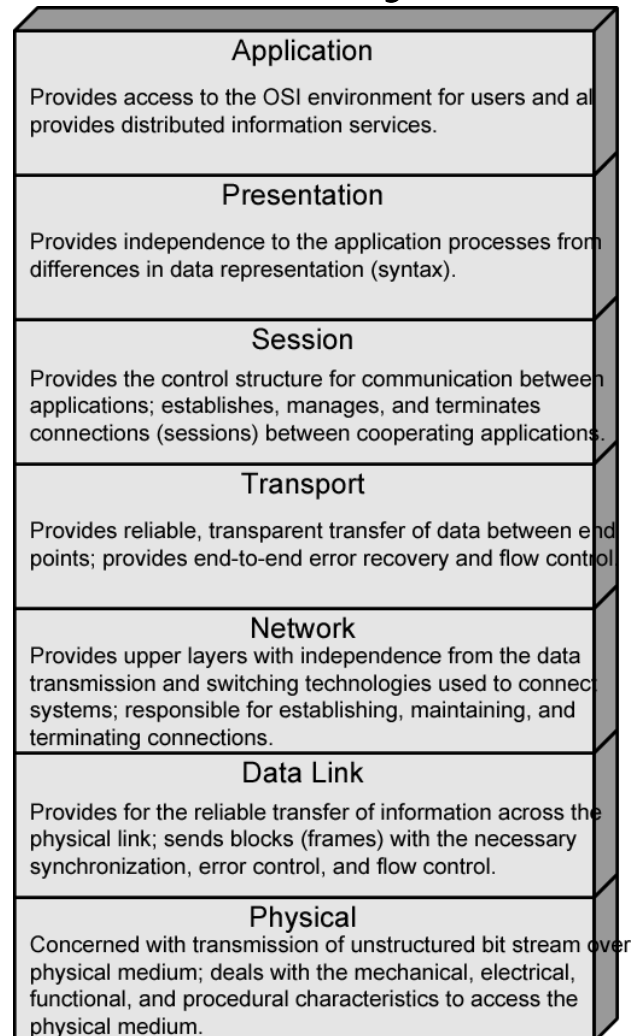 Application
Provides access to the OSI environment for users and al
provides distributed information services.
Presentation
Provides independence to the application processes from
differences in data representation (syntax).
Session
Provides the control structure for communication between
applications; establishes, manages, and terminates
connections (sessions) between cooperating applications.
Transport
Provides reliable, transparent transfer of data between end
points; provides end-to-end error recovery and flow control.
Network
Provides upper layers with independence from the data
transmission and switching technologies used to connect
systems; responsible for establishing, maintaining, and
terminating connections.
Data Link
Provides for the reliable transfer of information across the
physical link; sends blocks (frames) with the necessary
synchronization, error control, and flow control.
Physical
Concerned with transmission of unstructured bit stream over
physical medium; deals with the mechanical, electrical,
functional, and procedural characteristics to access the
physical medium.